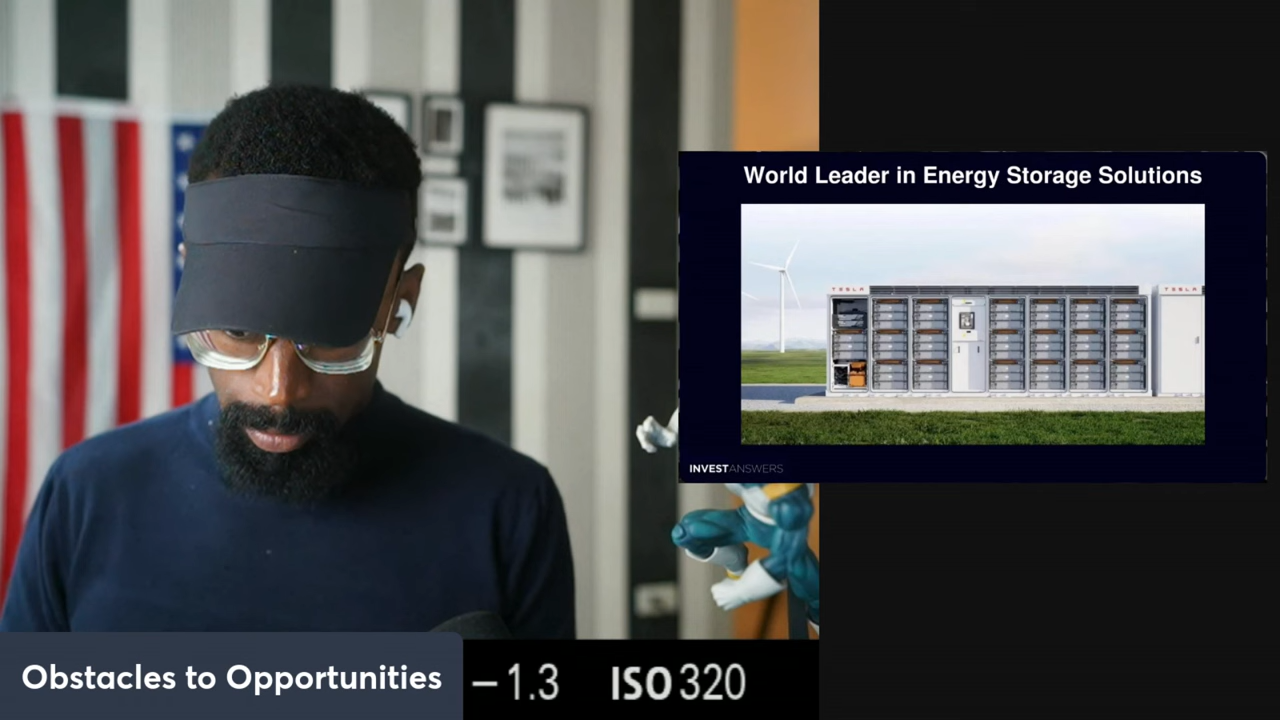 World Leader in Energy Storage Solutions
TESLA
TESLA
INVESTANSWERS
Obstacles to Opportunities
–1.3 ISO 320